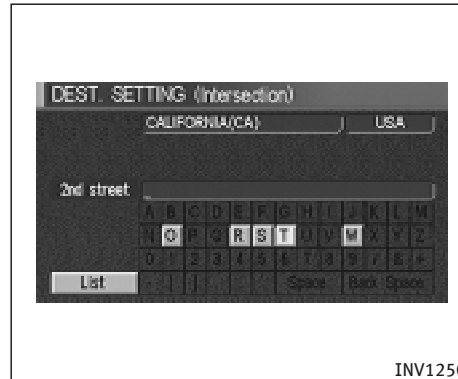 DEST. SETTING (Intersection)
CALIFORNIA(CA) USA
2nd street
A B C D E F G H I J K L M
N O P Q R S T U V W X Y Z
0 1 2 3 4 5 6 7 8 9 / & +
List - [ ] Space Back Space
INV125